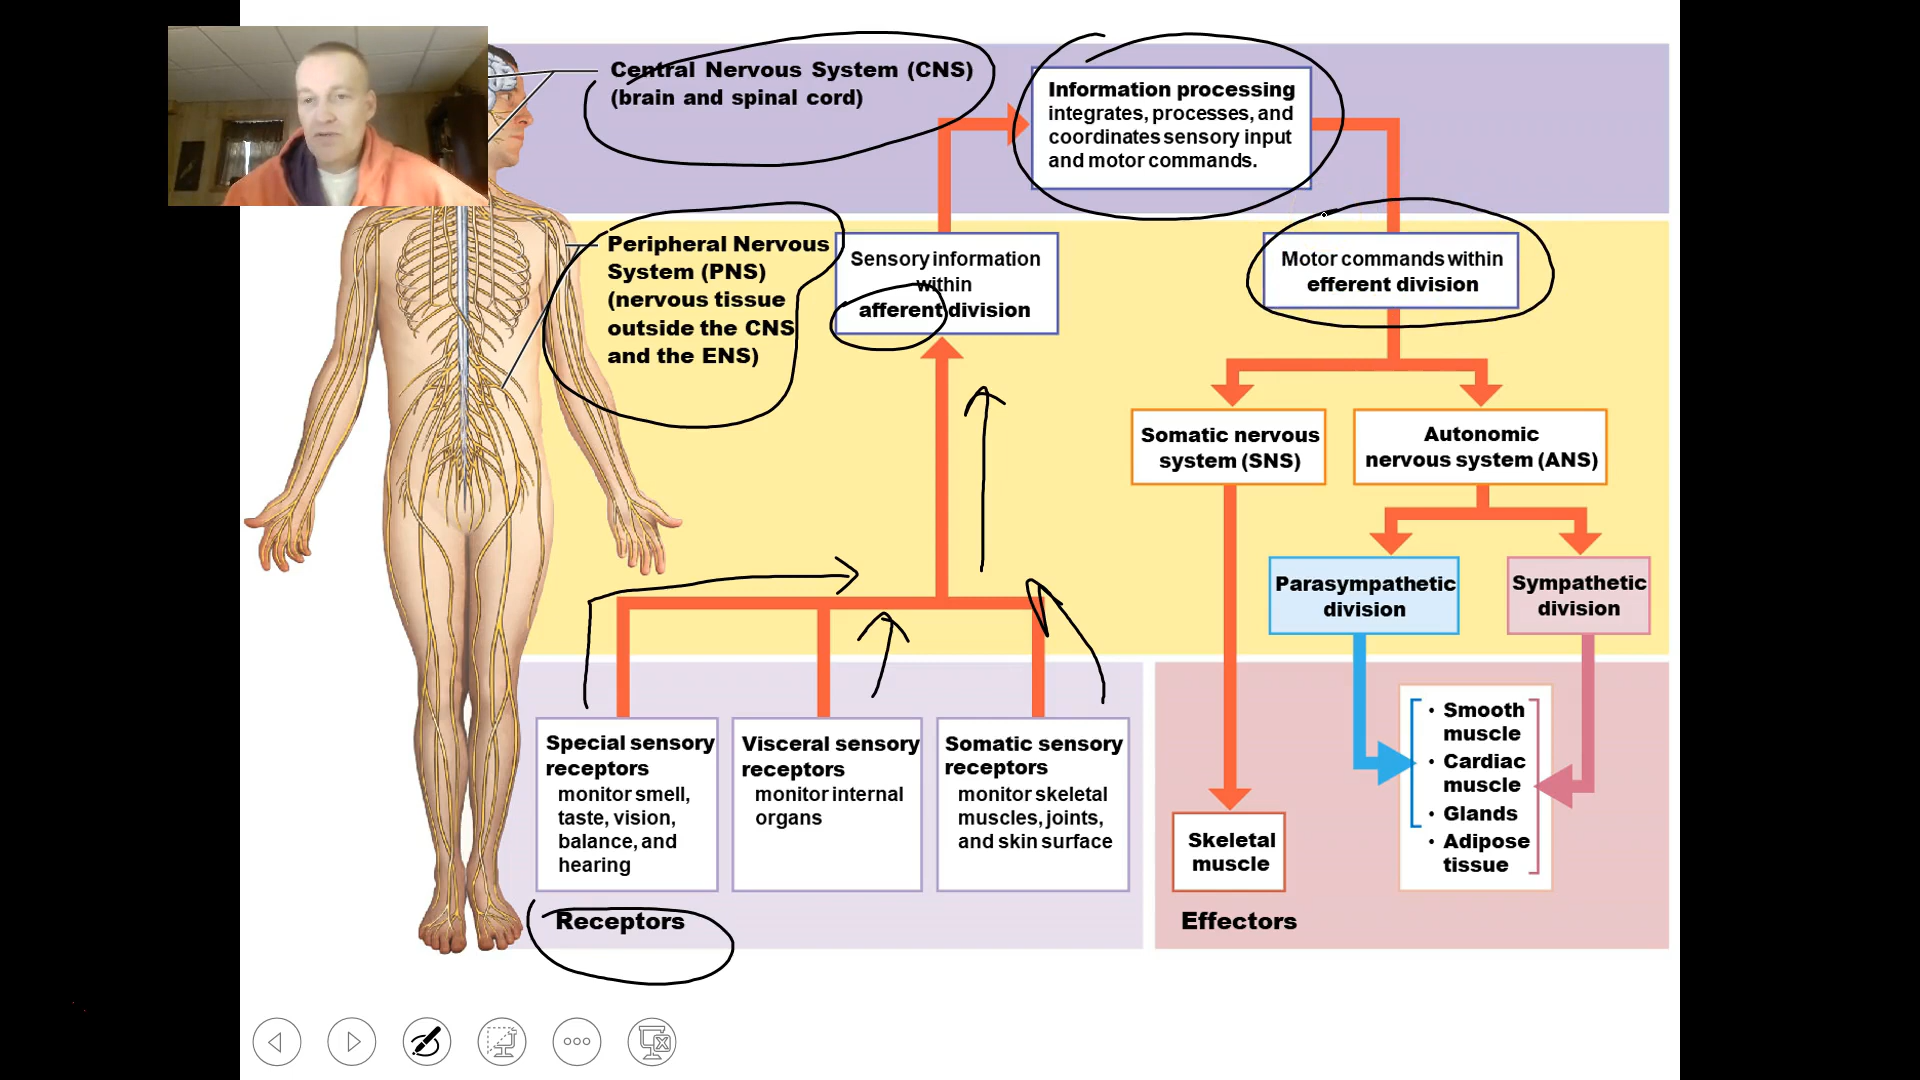 Central Nervous System (CNS)
(brain and spinal cord)
Information processing
integrates, processes, and
coordinates sensory input
and motor commands.
Peripheral Nervous
System (PNS)
(nervous tissue
outside the CNS
and the ENS)
Sensory information
within
afferent division
Motor commands within
efferent division
Somatic nervous
system (SNS)
Autonomic
nervous system (ANS)
Parasympathetic
division
Sympathetic
division
Special sensory
receptors
monitor smell,
taste, vision,
balance, and
hearing
Visceral sensory
receptors
monitor internal
organs
Somatic sensory
receptors
monitor skeletal
muscles, joints,
and skin surface
Receptors
Skeletal
muscle
• Smooth
muscle
• Cardiac
muscle
• Glands
• Adipose
tissue
Effectors